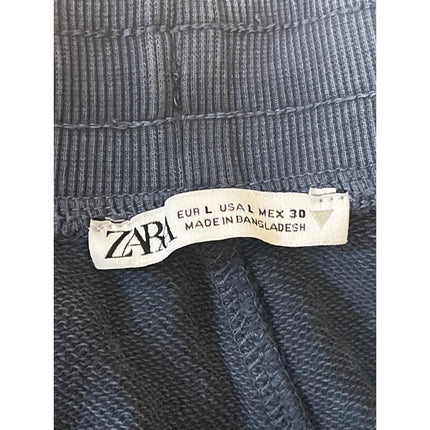 ZARA
EUR L USA L MEX 30
MADE IN BANGLADESH